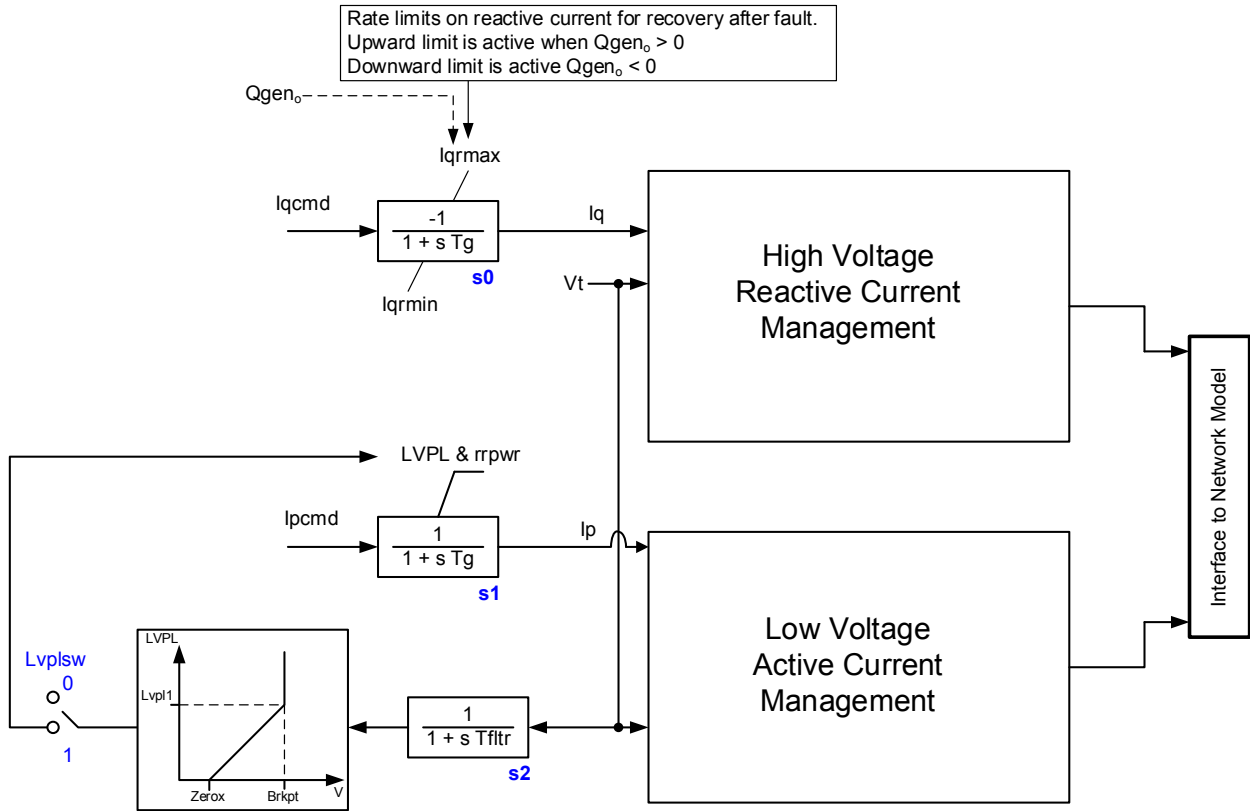 Rate limits on reactive current for recovery after fault.
Upward limit is active when Qgenₒ > 0
Downward limit is active Qgenₒ < 0
Qgenₒ
Iqrmax
Iqcmd
-1
1 + s Tg
s0
Iqrmin
Iq
Vt
High Voltage
Reactive Current
Management
Interface to Network Model
LVPL & rrpwr
Ipcmd
1
1 + s Tg
s1
Ip
Low Voltage
Active Current
Management
Lvplsw
0
1
LVPL
Lvpl1
Zerox
Brkpt
V
1
1 + s Tfltr
s2